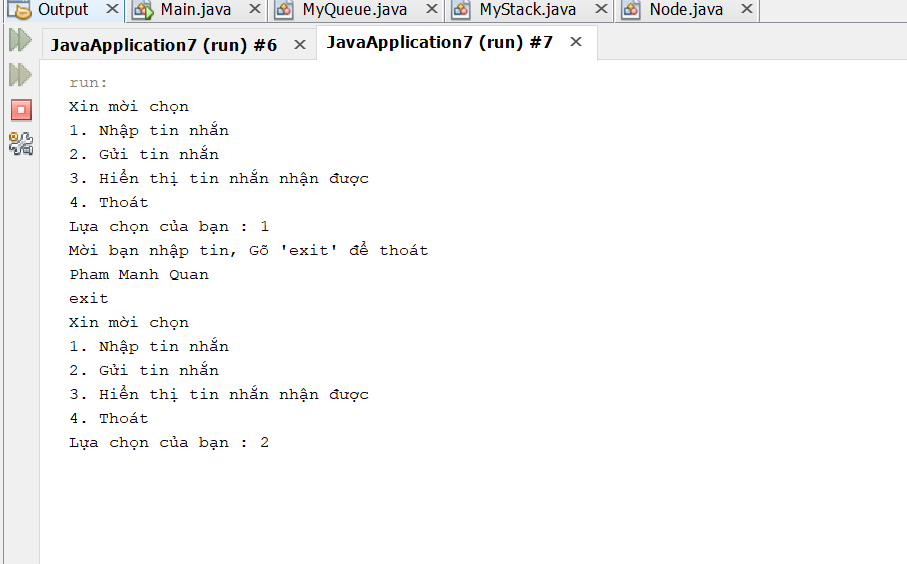 Output Main.java MyQueue.java MyStack.java Node.java
JavaApplication7 (run) #6 JavaApplication7 (run) #7
run:
Xin mời chọn
1. Nhập tin nhắn
2. Gửi tin nhắn
3. Hiển thị tin nhắn nhận được
4. Thoát
Lựa chọn của bạn : 1
Mời bạn nhập tin, Gõ 'exit' để thoát
Pham Manh Quan
exit
Xin mời chọn
1. Nhập tin nhắn
2. Gửi tin nhắn
3. Hiển thị tin nhắn nhận được
4. Thoát
Lựa chọn của bạn : 2